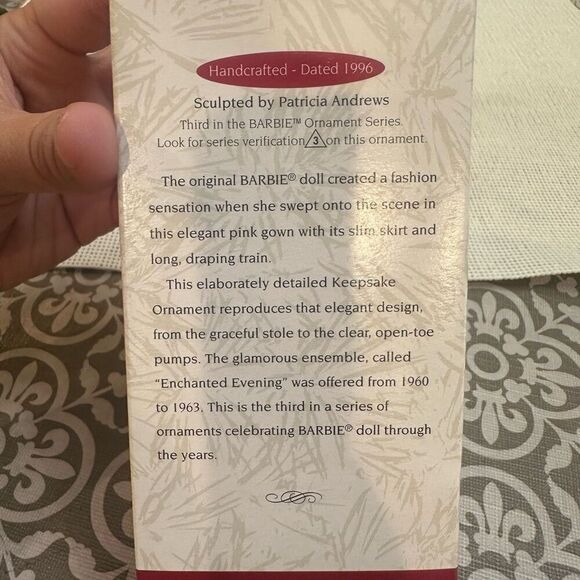 Handcrafted - Dated 1996
Sculpted by Patricia Andrews
Third in the BARBIE™ Ornament Series.
Look for series verification 3 on this ornament.
The original BARBIE® doll created a fashion
sensation when she swept onto the scene in
this elegant pink gown with its slim skirt and
long, draping train.
This elaborately detailed Keepsake
Ornament reproduces that elegant design,
from the graceful stole to the clear, open-toe
pumps. The glamorous ensemble, called
"Enchanted Evening" was offered from 1960
to 1963. This is the third in a series of
ornaments celebrating BARBIE® doll through
the years.